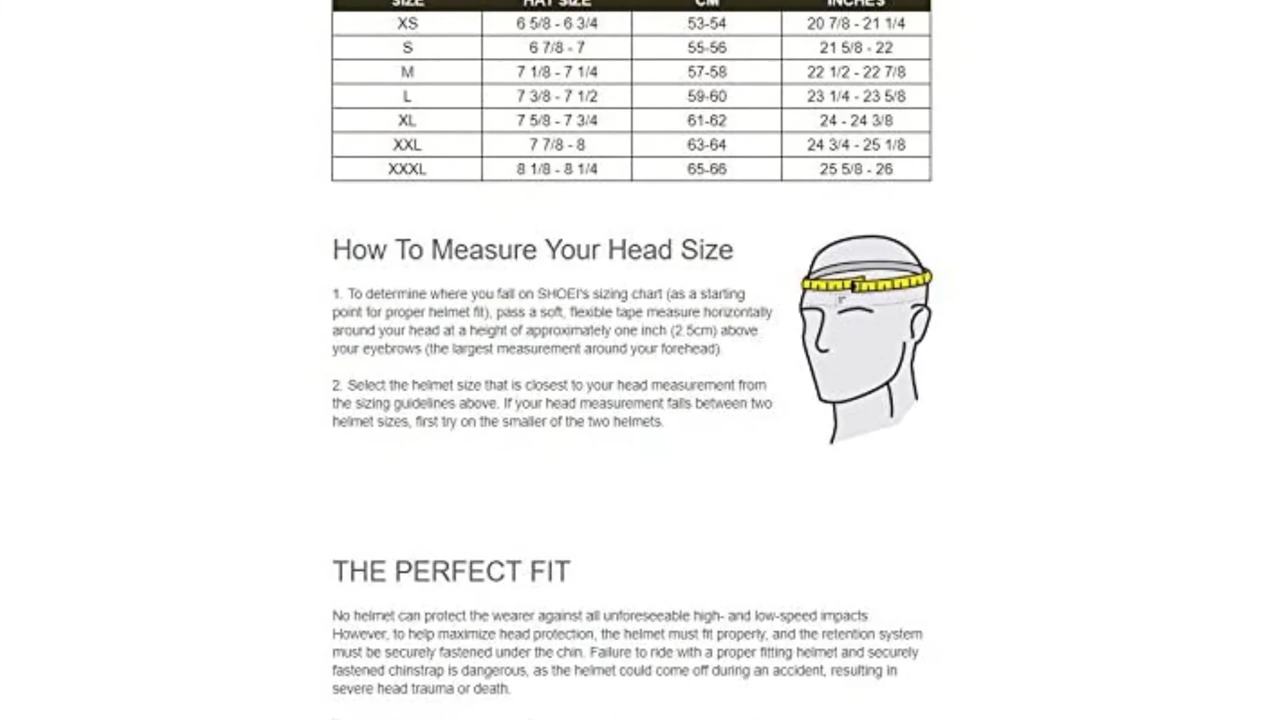 SIZE HAT SIZE CM INCHES
XS 6 5/8 - 6 3/4 53-54 20 7/8 - 21 1/4
S 6 7/8 - 7 55-56 21 5/8 - 22
M 7 1/8 - 7 1/4 57-58 22 1/2 - 22 7/8
L 7 3/8 - 7 1/2 59-60 23 1/4 - 23 5/8
XL 7 5/8 - 7 3/4 61-62 24 - 24 3/8
XXL 7 7/8 - 8 63-64 24 3/4 - 25 1/8
XXXL 8 1/8 - 8 1/4 65-66 25 5/8 - 26
How To Measure Your Head Size
1. To determine where you fall on SHOEI's sizing chart (as a starting
point for proper helmet fit), pass a soft, flexible tape measure horizontally
around your head at a height of approximately one inch (2.5cm) above
your eyebrows (the largest measurement around your forehead).
1"
2. Select the helmet size that is closest to your head measurement from
the sizing guidelines above. If your head measurement falls between two
helmet sizes, first try on the smaller of the two helmets.
THE PERFECT FIT
No helmet can protect the wearer against all unforeseeable high- and low-speed impacts
However, to help maximize head protection, the helmet must fit properly, and the retention system
must be securely fastened under the chin. Failure to ride with a proper fitting helmet and securely
fastened chinstrap is dangerous, as the helmet could come off during an accident, resulting in
severe head trauma or death.